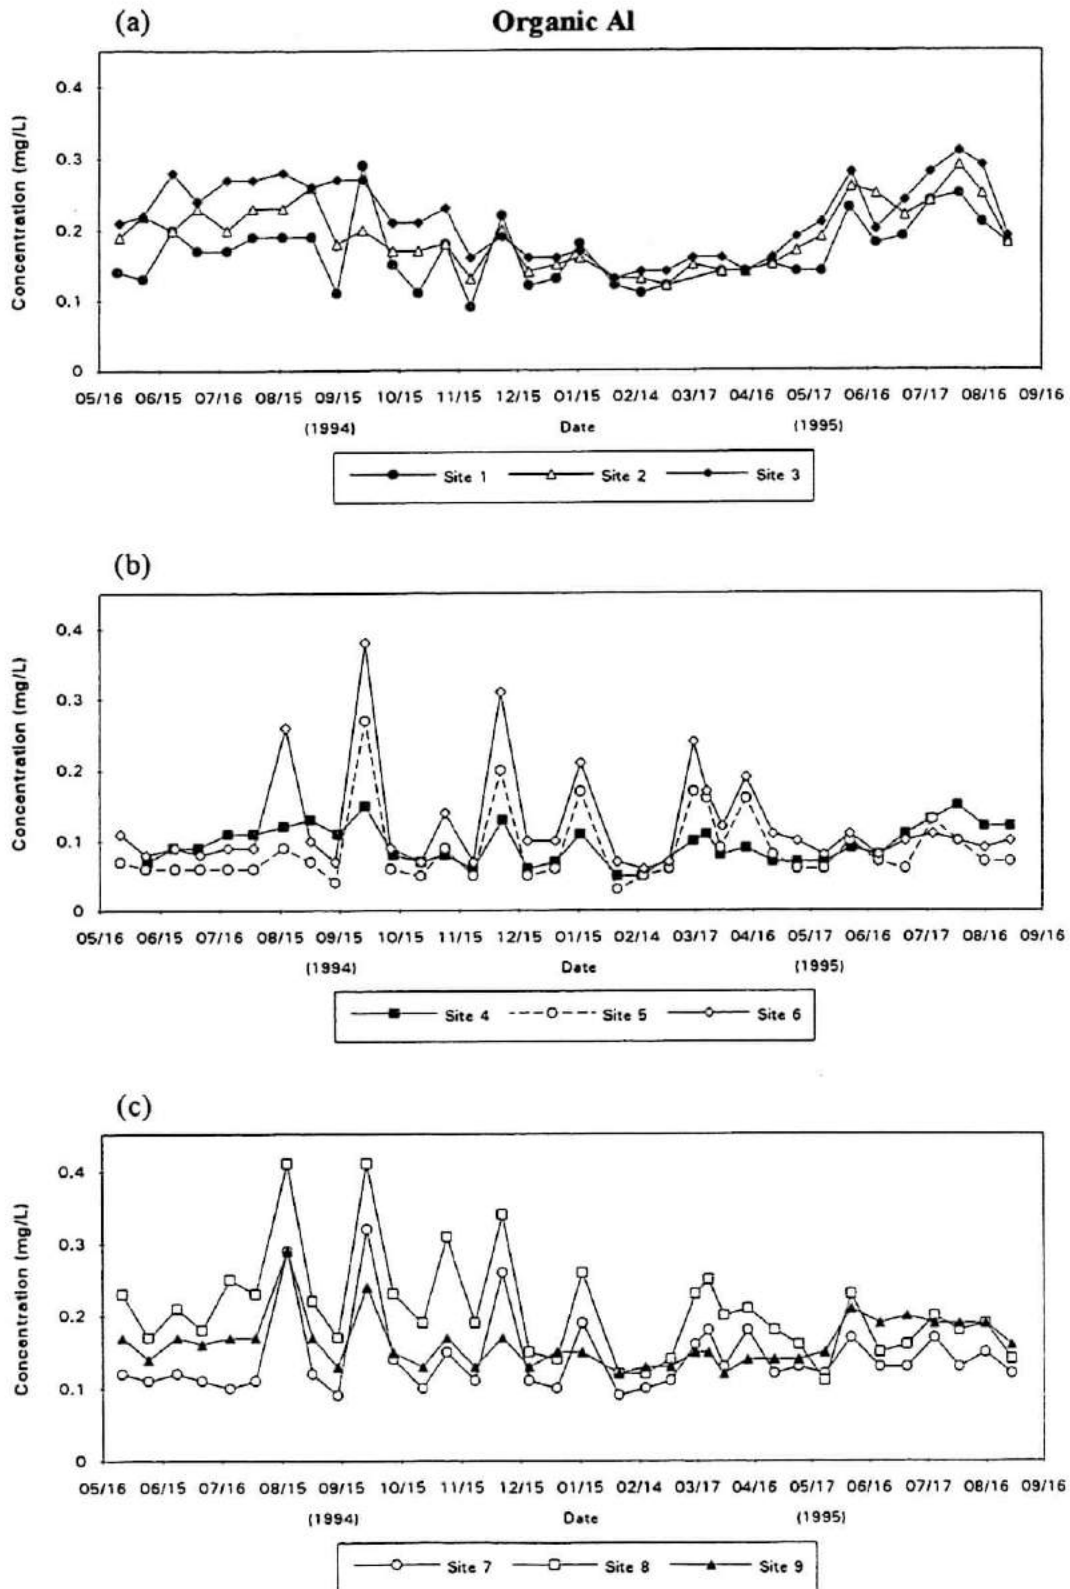 (a) Organic Al
Concentration (mg/L)
0.4
0.3
0.2
0.1
0
05/16 06/15 07/16 08/15 09/15 10/15 11/15 12/15 01/15 02/14 03/17 04/16 05/17 06/16 07/17 08/16 09/16
(1994) Date (1995)
Site 1 Site 2 Site 3
(b)
Concentration (mg/L)
0.4
0.3
0.2
0.1
0
05/16 06/15 07/16 08/15 09/15 10/15 11/15 12/15 01/15 02/14 03/17 04/16 05/17 06/16 07/17 08/16 09/16
(1994) Date (1995)
Site 4 Site 5 Site 6
(c)
Concentration (mg/L)
0.4
0.3
0.2
0.1
0
05/16 06/15 07/16 08/15 09/15 10/15 11/15 12/15 01/15 02/14 03/17 04/16 05/17 06/16 07/17 08/16 09/16
(1994) Date (1995)
Site 7 Site 8 Site 9